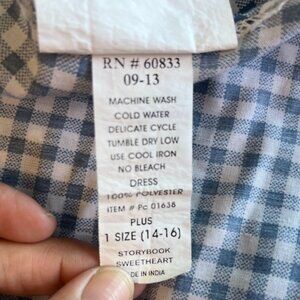 RN # 60833
09-13
MACHINE WASH
COLD WATER
DELICATE CYCLE
TUMBLE DRY LOW
USE COOL IRON
NO BLEACH
DRESS
100% POLYESTER
ITEM # Pc 01638
PLUS
1 SIZE (14-16)
STORYBOOK
SWEETHEART
MADE IN INDIA